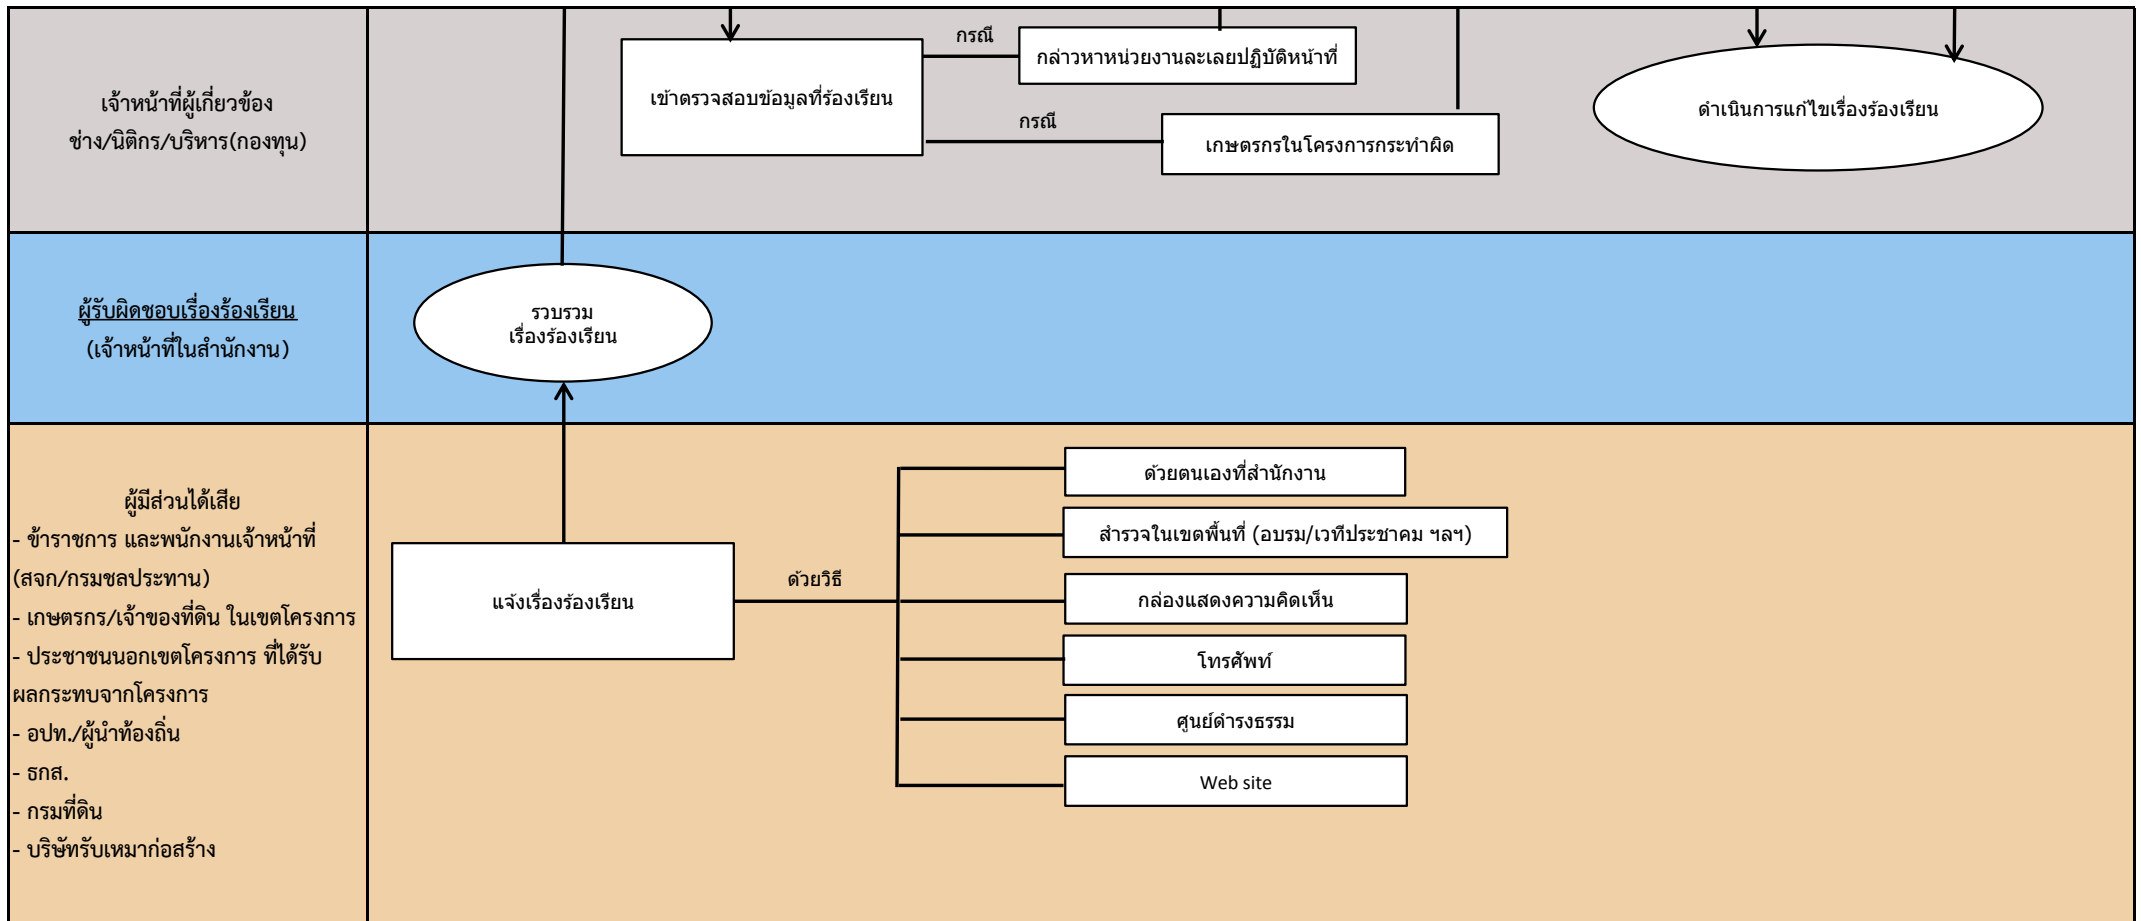 เจ้าหน้าที่ผู้เกี่ยวข้อง
ช่าง/นิติกร/บริหาร(กองทุน)
เข้าตรวจสอบข้อมูลที่ร้องเรียน
กรณี
กล่าวหาหน่วยงานละเลยปฏิบัติหน้าที่
กรณี
เกษตรกรในโครงการกระทำผิด
ดำเนินการแก้ไขเรื่องร้องเรียน
ผู้รับผิดชอบเรื่องร้องเรียน
(เจ้าหน้าที่ในสำนักงาน)
รวบรวม
เรื่องร้องเรียน
ผู้มีส่วนได้เสีย
- ข้าราชการ และพนักงานเจ้าหน้าที่
(สจก/กรมชลประทาน)
- เกษตรกร/เจ้าของที่ดิน ในเขตโครงการ
- ประชาชนนอกเขตโครงการ ที่ได้รับ
ผลกระทบจากโครงการ
- อปท./ผู้นำท้องถิ่น
- ธกส.
- กรมที่ดิน
- บริษัทรับเหมาก่อสร้าง
แจ้งเรื่องร้องเรียน
ด้วยวิธี
ด้วยตนเองที่สำนักงาน
สำรวจในเขตพื้นที่ (อบรม/เวทีประชาคม ฯลฯ)
กล่องแสดงความคิดเห็น
โทรศัพท์
ศูนย์ดำรงธรรม
Web site